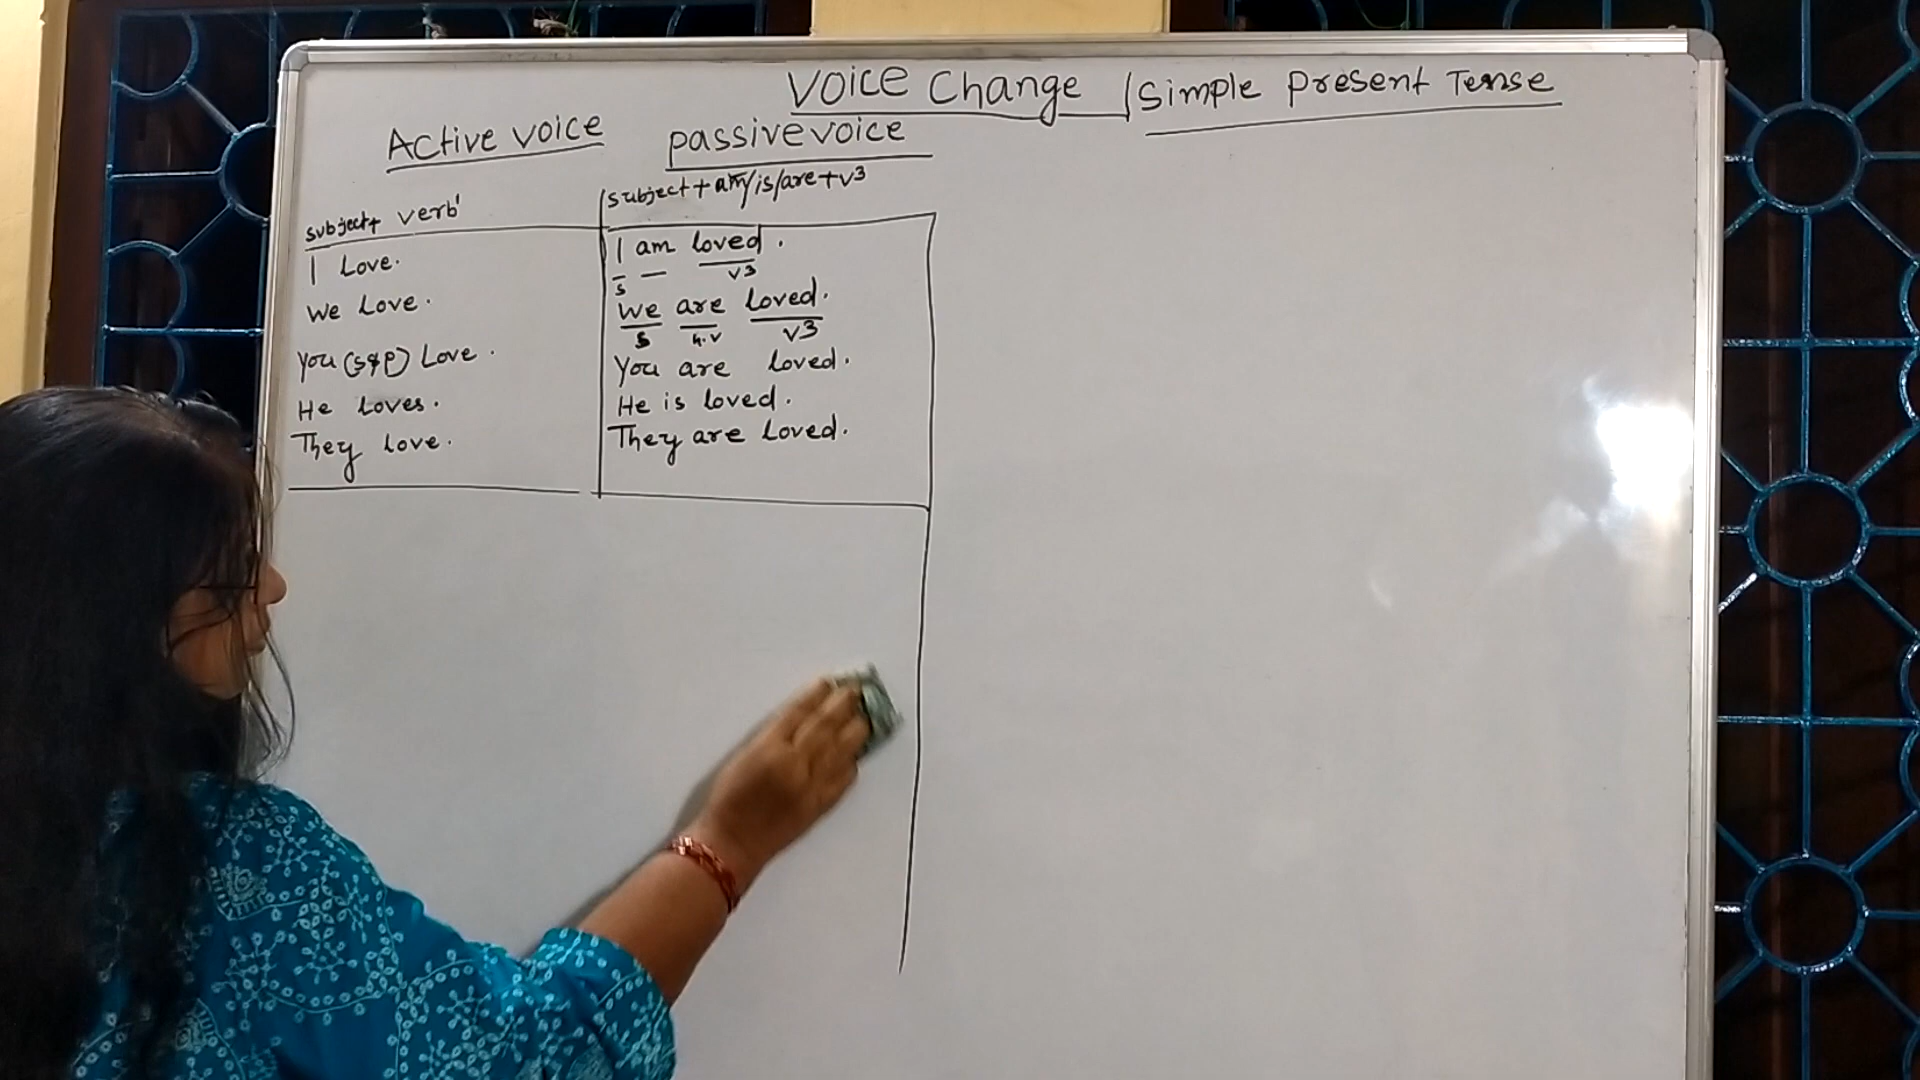 Voice Change / Simple Present Tense
Active voice
passive voice
subject + verb¹
subject + am/is/are + v3
I Love.
We Love.
You (s&p) Love.
He Loves.
They Love.
I am loved.
s v3
We are loved.
s h.v v3
You are loved.
He is loved.
They are Loved.